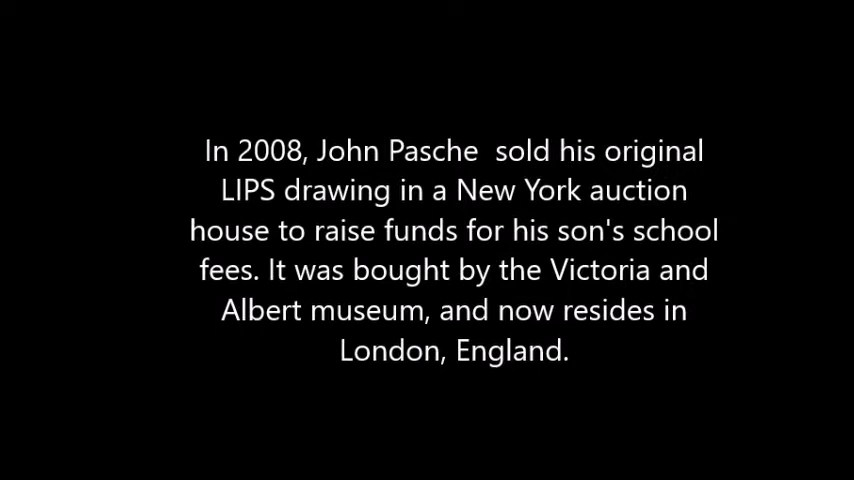 In 2008, John Pasche  sold his original
LIPS drawing in a New York auction
house to raise funds for his son's school
fees. It was bought by the Victoria and
Albert museum, and now resides in
London, England.